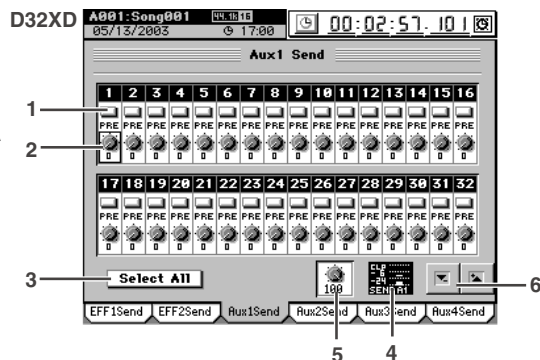 D32XD
A001:Song001 44.1k 16 00:02:57.101
05/13/2003 17:00
Aux1 Send
1 2 3 4 5 6 7 8 9 10 11 12 13 14 15 16
1
PRE PRE PRE PRE PRE PRE PRE PRE PRE PRE PRE PRE PRE PRE PRE PRE
2
0 0 0 0 0 0 0 0 0 0 0 0 0 0 0 0
17 18 19 20 21 22 23 24 25 26 27 28 29 30 31 32
PRE PRE PRE PRE PRE PRE PRE PRE PRE PRE PRE PRE PRE PRE PRE PRE
0 0 0 0 0 0 0 0 0 0 0 0 0 0 0 0
3 Select All 100 CLP 6
-24
SEND A1
EFF1Send EFF2Send Aux1Send Aux2Send Aux3Send Aux4Send
5 4